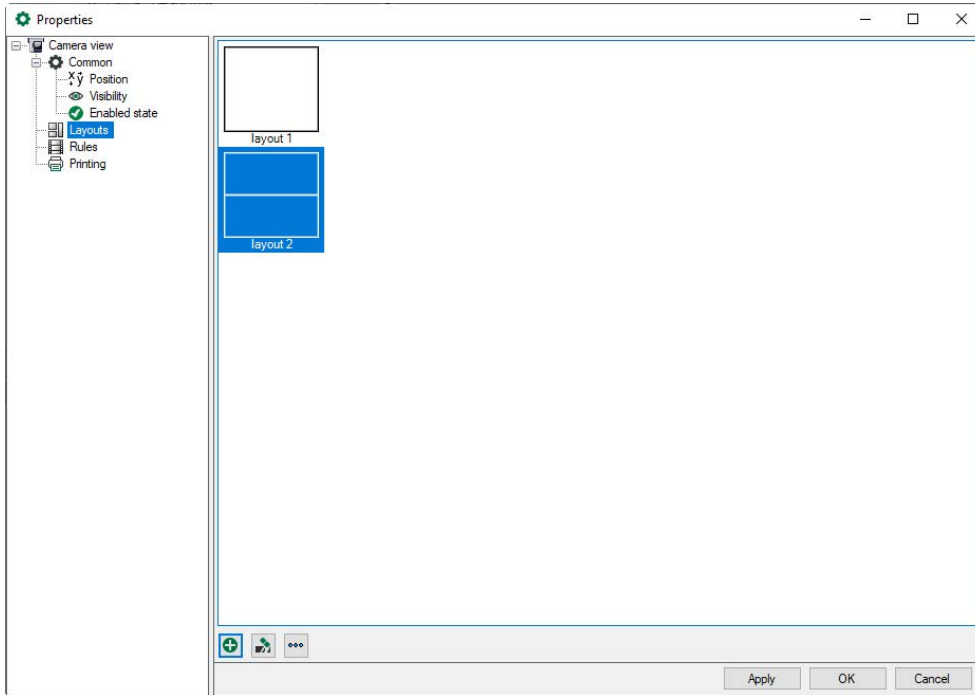 Properties
Camera view
Common
Position
Visibility
Enabled state
Layouts
Rules
Printing
layout 1
layout 2
Apply
OK
Cancel